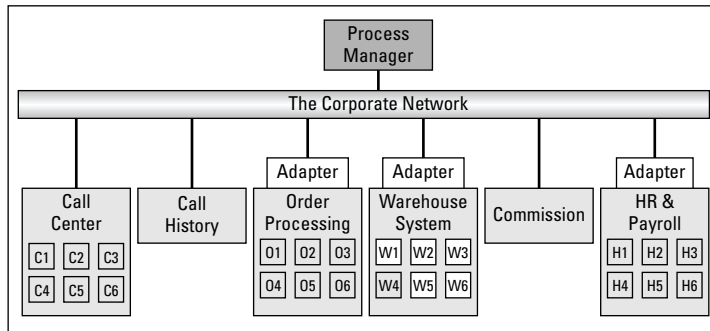 Process
Manager
The Corporate Network
Adapter Adapter Adapter
Call
Center
Call
History
Order
Processing
Warehouse
System
Commission
HR &
Payroll
C1 C2 C3
C4 C5 C6
O1 O2 O3
O4 O5 O6
W1 W2 W3
W4 W5 W6
H1 H2 H3
H4 H5 H6